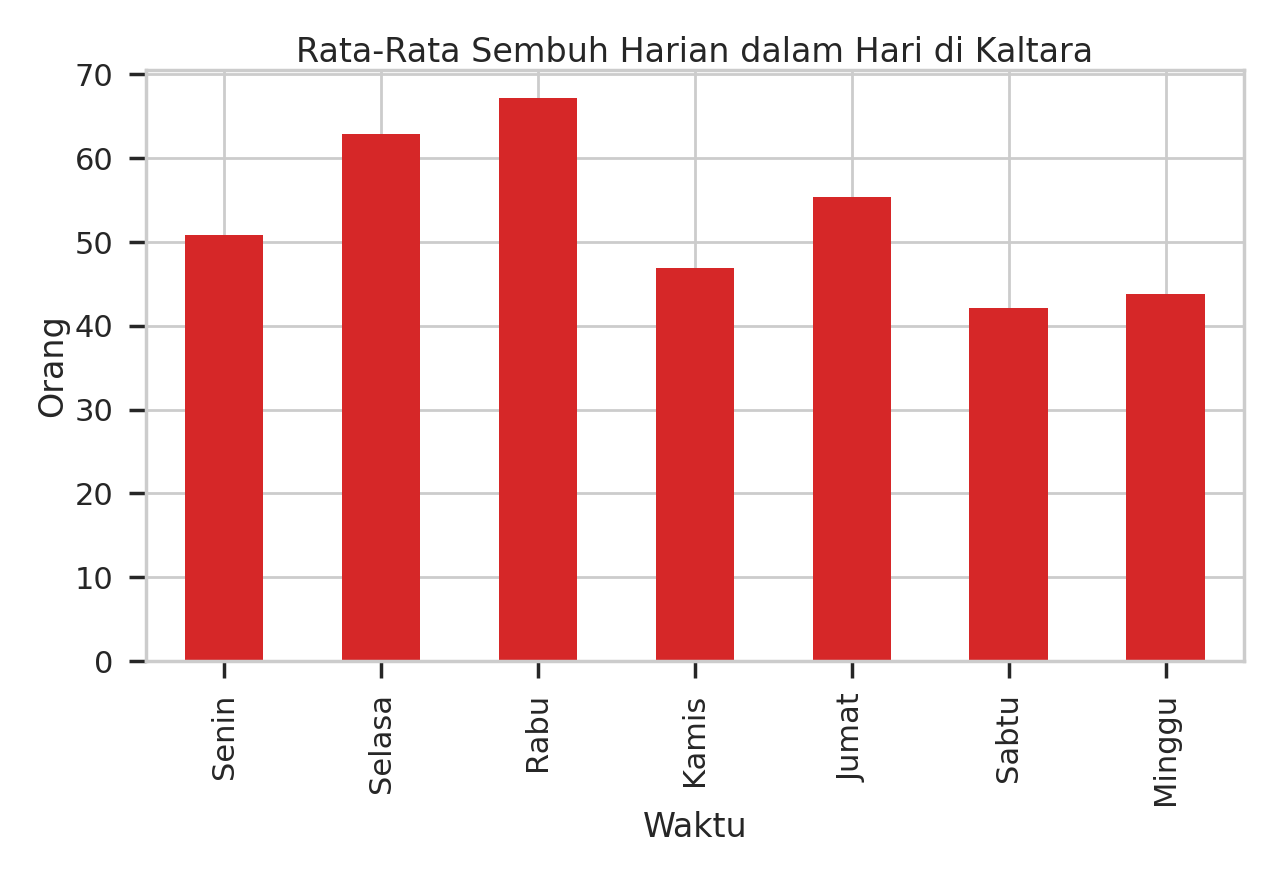 Rata-Rata Sembuh Harian dalam Hari di Kaltara
70
60
50
40
30
20
10
0
Orang
Senin
Selasa
Rabu
Kamis
Jumat
Sabtu
Minggu
Waktu